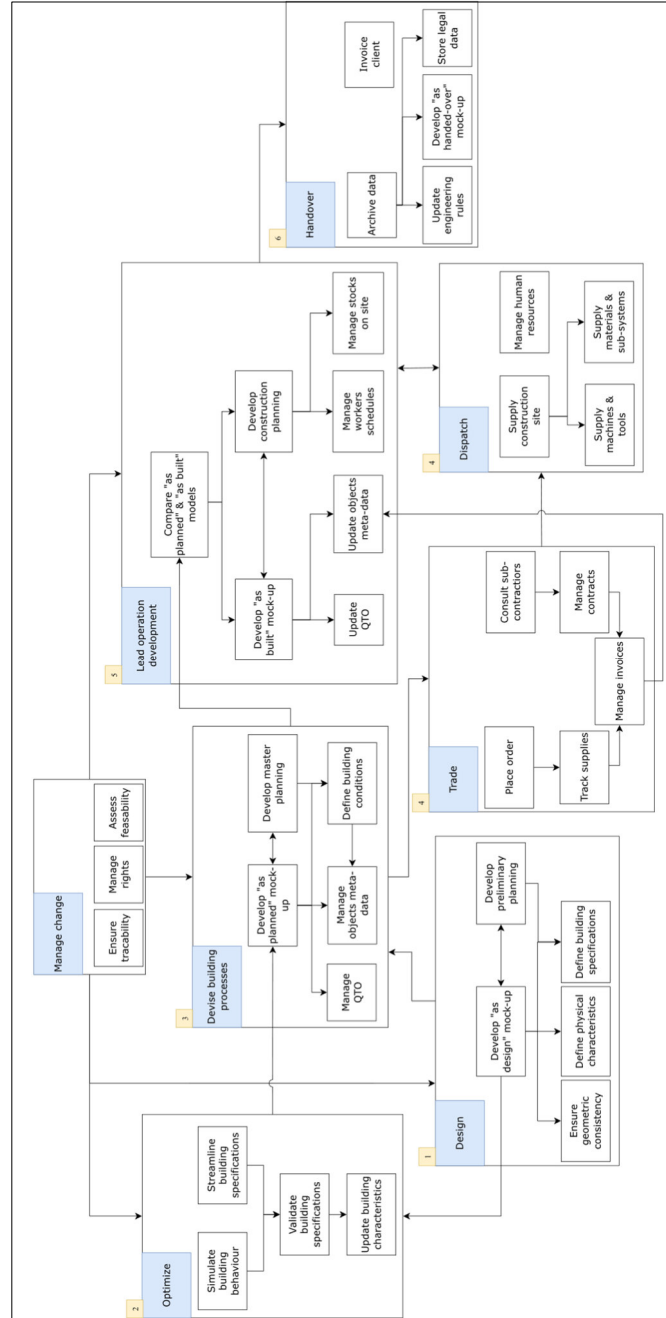 Manage change
Ensure
tracability
Manage
rights
Assess
feasability
2
Optimize
Simulate
building
behaviour
Streamline
building
specifications
Validate
building
specifications
Update building
characteristics
3
Devise building
processes
Develop "as
planned" mock-
up
Develop master
planning
Manage
QTO
Manage
objects meta-
data
Define building
conditions
5
Lead operation
development
Compare "as
planned" & "as built"
models
Develop "as
built" mock-up
Develop
construction
planning
Update
QTO
Update objects
meta-data
Manage
workers
schedules
Manage stocks
on site
6
Handover
Archive data
Invoice
client
Update
engineering
rules
Develop "as
handed-over"
mock-up
Store legal
data
1
Design
Develop "as
design" mock-up
Develop
preliminary
planning
Ensure
geometric
consistency
Define physical
characteristics
Define building
specifications
4
Trade
Place order
Consult sub-
contractiors
Track supplies
Manage
contracts
Manage invoices
4
Dispatch
Supply
construction
site
Manage human
resources
Supply
machines &
tools
Supply
materials &
sub-systems